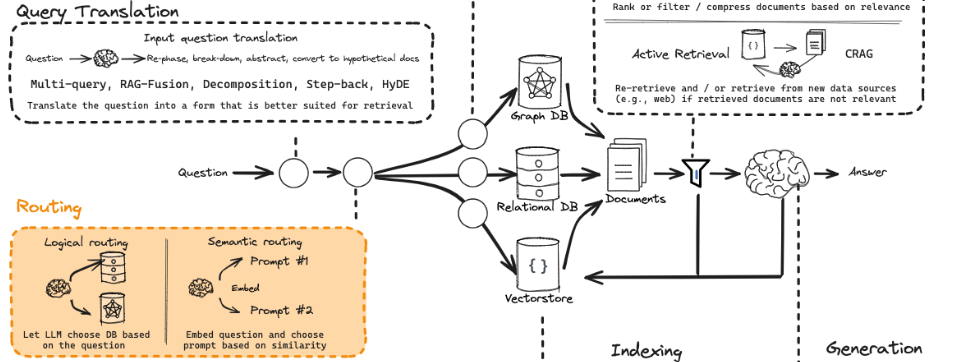 Query Translation
Input question translation
Question
Re-phase, break-down, abstract, convert to hypothetical docs
Multi-query, RAG-Fusion, Decomposition, Step-back, HyDE
Translate the question into a form that is better suited for retrieval
Rank or filter / compress documents based on relevance
Active Retrieval
{}
CRAG
Re-retrieve and / or retrieve from new data sources
(e.g., web) if retrieved documents are not relevant
Graph DB
Question
Relational DB
Documents
Answer
{ }
Vectorstore
Routing
Logical routing
Let LLM choose DB based
on the question
Semantic routing
Prompt #1
Embed
Prompt #2
Embed question and choose
prompt based on similarity
Indexing
Generation